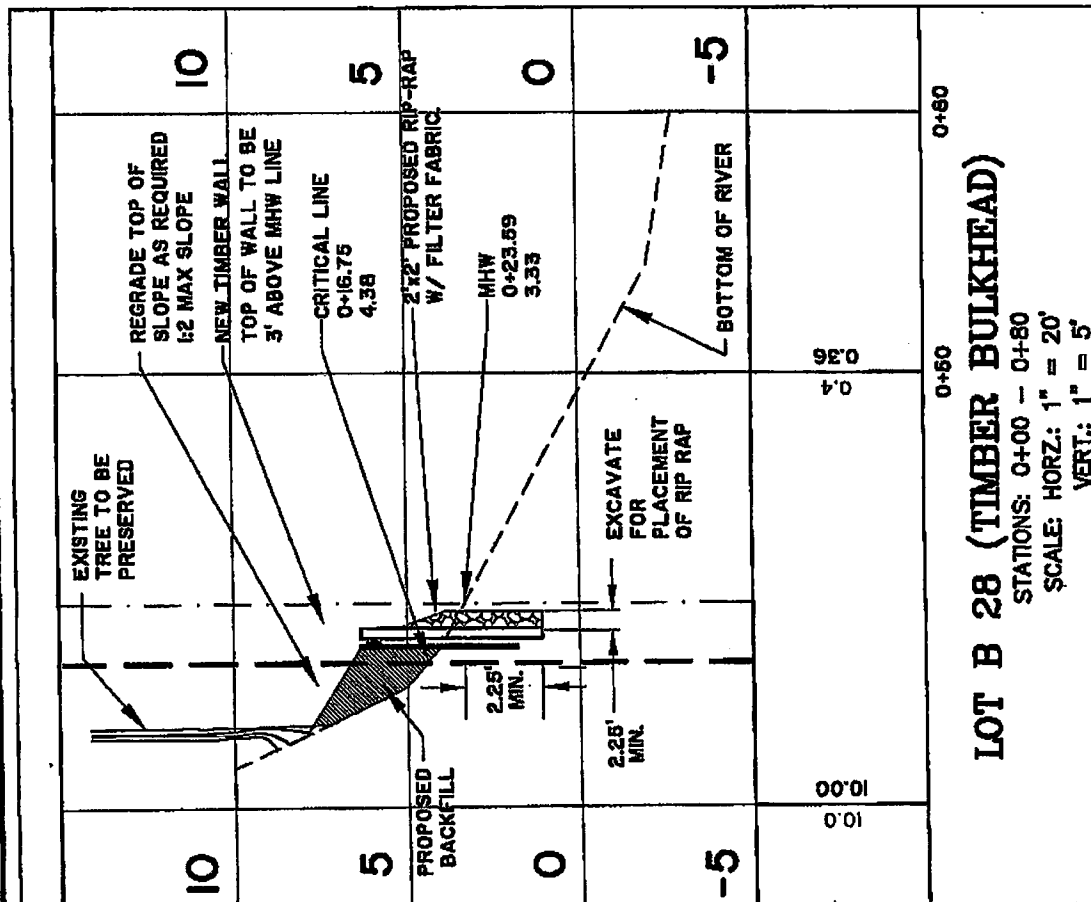 EXISTING
TREE TO BE
PRESERVED
REGRADE TOP OF
SLOPE AS REQUIRED
1:2 MAX SLOPE
NEW TIMBER WALL
TOP OF WALL TO BE
3' ABOVE MHW LINE
CRITICAL LINE
0+16.75
4.38
2'x2' PROPOSED RIP-RAP
W/ FILTER FABRIC
MHW
0+23.59
3.33
10
5
0
-5
10
5
0
-5
PROPOSED
BACKFILL
2.25'
MIN.
2.25'
MIN.
EXCAVATE
FOR
PLACEMENT
OF RIP RAP
BOTTOM OF RIVER
10.0
10.00
0.4
0.36
0+50
0+80
LOT B 28 (TIMBER BULKHEAD)
STATIONS: 0+00 - 0+80
SCALE: HORZ.: 1" = 20'
VERT.: 1" = 5'